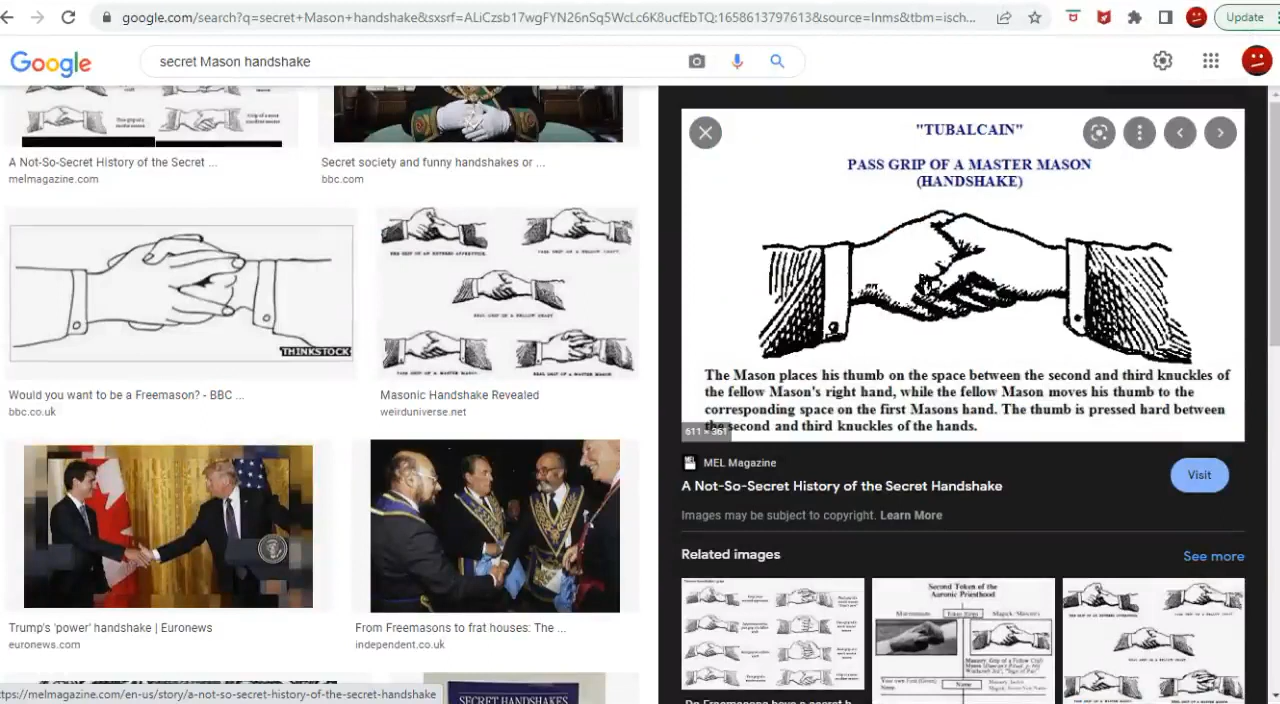 google.com/search?q=secret+Mason+handshake&sxsrf=ALiCzsb17wgFYN26nSq5WcLc6K8ucfEbTQ:1658613797613&source=lnms&tbm=isch...
Update
Google
secret Mason handshake
A Not-So-Secret History of the Secret ...
melmagazine.com
Secret society and funny handshakes or ...
bbc.com
THINKSTOCK
Would you want to be a Freemason? - BBC ...
bbc.co.uk
Masonic Handshake Revealed
weirduniverse.net
Trump's 'power' handshake | Euronews
euronews.com
From Freemasons to frat houses: The ...
independent.co.uk
SECRET HANDSHAKES
ttps://melmagazine.com/en-us/story/a-not-so-secret-history-of-the-secret-handshake
"TUBALCAIN"
PASS GRIP OF A MASTER MASON
(HANDSHAKE)
The Mason places his thumb on the space between the second and third knuckles of
the fellow Mason's right hand, while the fellow Mason moves his thumb to the
corresponding space on the first Masons hand. The thumb is pressed hard between
the second and third knuckles of the hands.
611 × 361
MEL Magazine
A Not-So-Secret History of the Secret Handshake
Visit
Images may be subject to copyright. Learn More
Related images
See more
Second Token of the
Aaronic Priesthood
Name